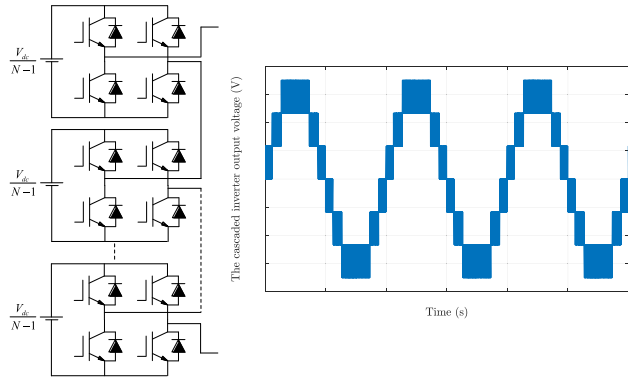 V_dc
N−1
V_dc
N−1
V_dc
N−1
The cascaded inverter output voltage (V)
Time (s)